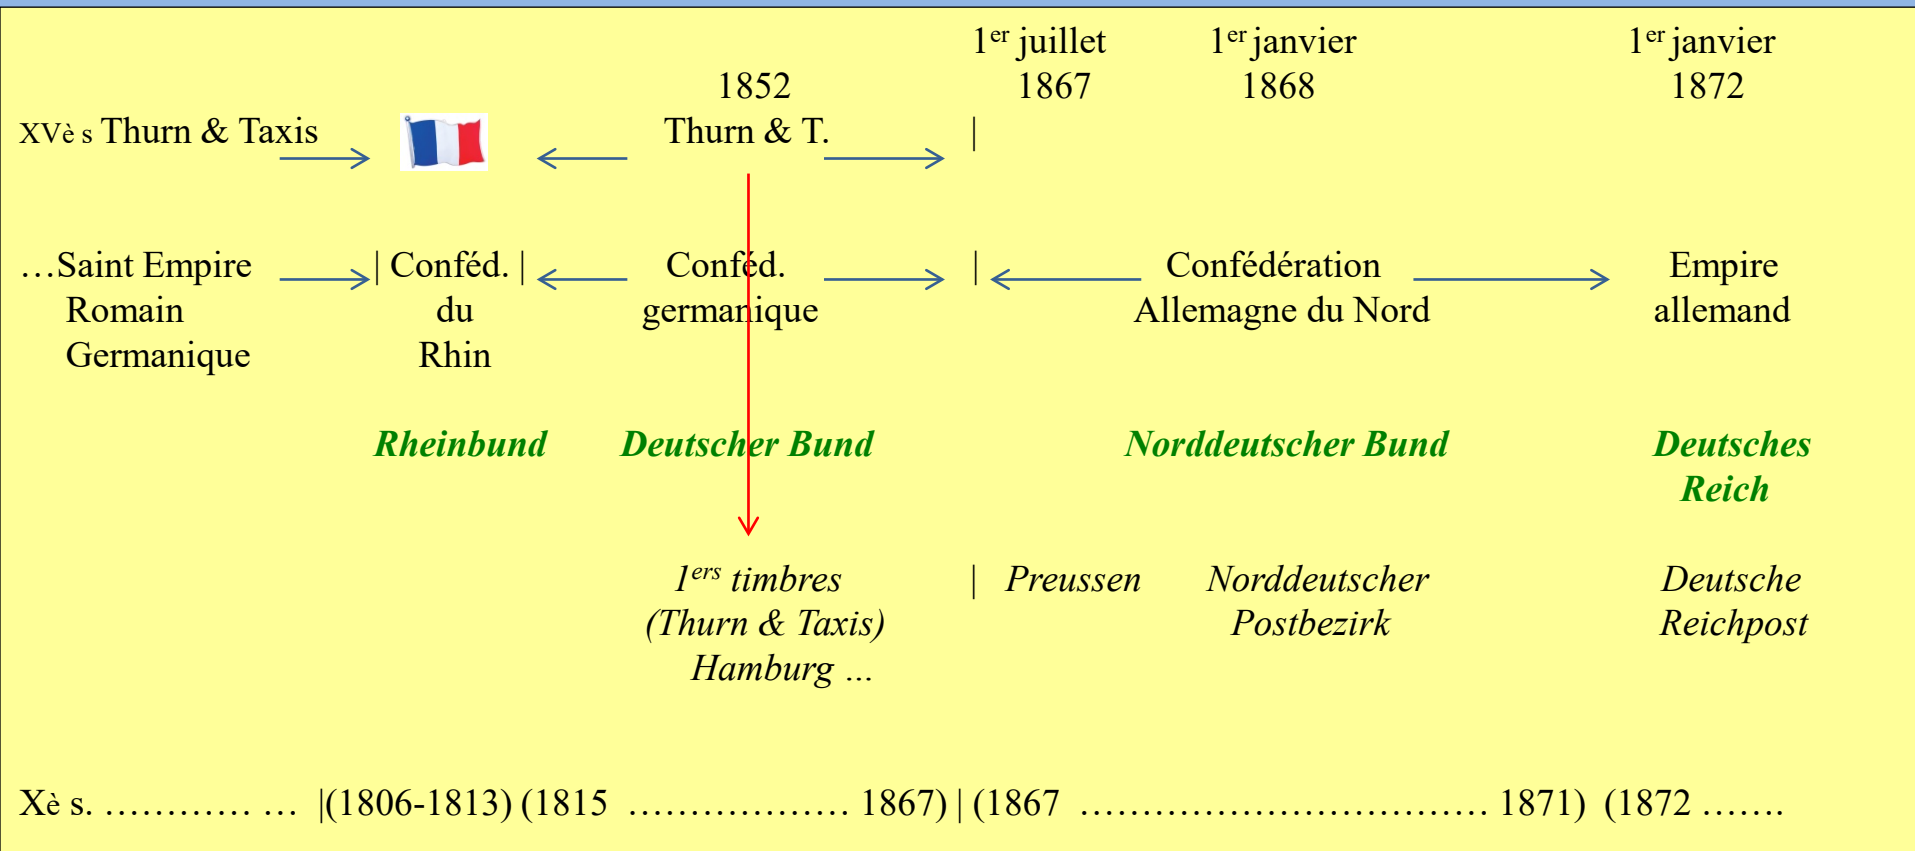 1er juillet 1er janvier 1er janvier
1852 1867 1868 1872
XVè s Thurn & Taxis Thurn & T. |
…Saint Empire | Conféd. | Conféd. | Confédération Empire
Romain du germanique Allemagne du Nord allemand
Germanique Rhin
Rheinbund Deutscher Bund Norddeutscher Bund Deutsches
Reich
1ers timbres | Preussen Norddeutscher Deutsche
(Thurn & Taxis) Postbezirk Reichpost
Hamburg …
Xè s. ………… … |(1806-1813) (1815 ……………… 1867) | (1867 …………………………… 1871) (1872 …….